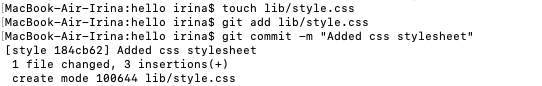 [MacBook-Air-Irina:hello irina$ touch lib/style.css
[MacBook-Air-Irina:hello irina$ git add lib/style.css
[MacBook-Air-Irina:hello irina$ git commit -m "Added css stylesheet"
[style 184cb62] Added css stylesheet
 1 file changed, 3 insertions(+)
 create mode 100644 lib/style.css